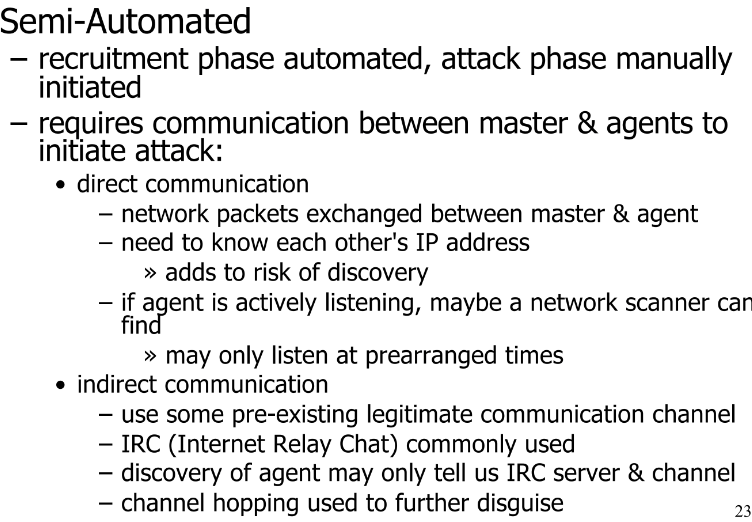 Semi-Automated
– recruitment phase automated, attack phase manually
initiated
– requires communication between master & agents to
initiate attack:
• direct communication
– network packets exchanged between master & agent
– need to know each other's IP address
» adds to risk of discovery
– if agent is actively listening, maybe a network scanner can
find
» may only listen at prearranged times
• indirect communication
– use some pre-existing legitimate communication channel
– IRC (Internet Relay Chat) commonly used
– discovery of agent may only tell us IRC server & channel
– channel hopping used to further disguise
23